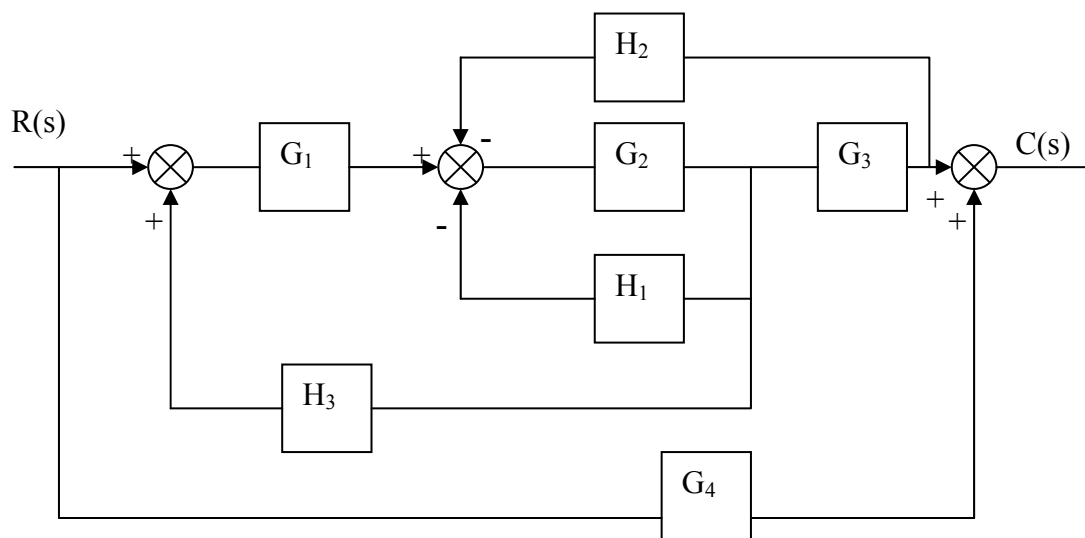 H₂
R(s)
+
-
G₁
+
G₂
G₃
C(s)
+
-
+
+
H₁
H₃
G₄